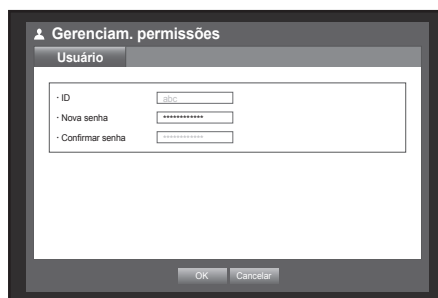 Gerenciam. permissões
Usuário
· ID
abc
· Nova senha
************
· Confirmar senha
************
OK Cancelar